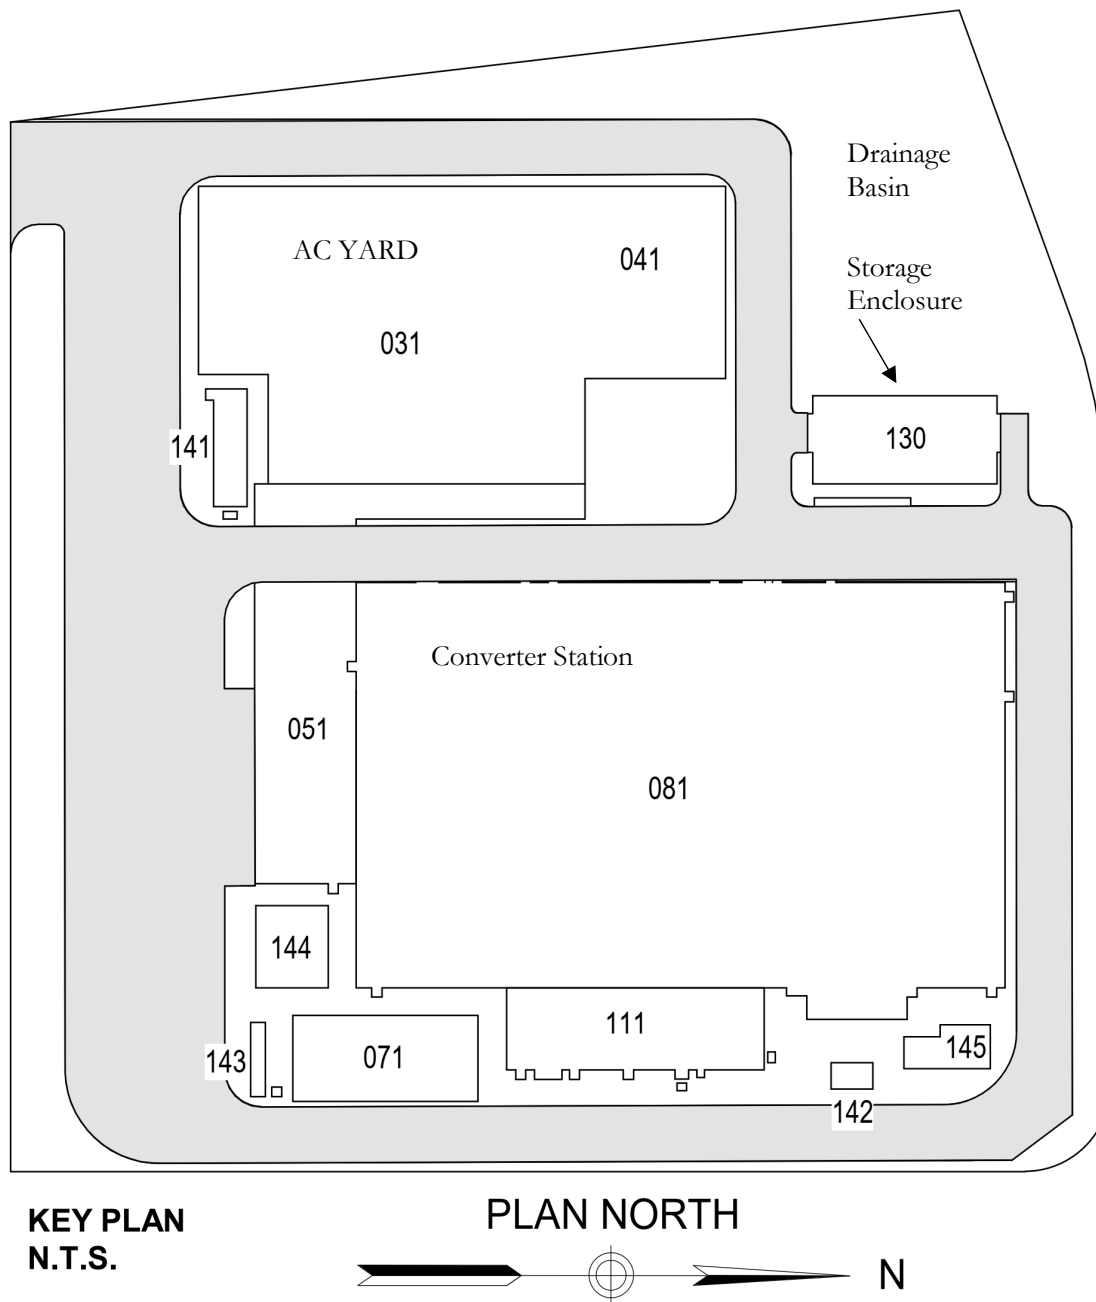 Drainage
Basin
AC YARD
041
Storage
Enclosure
031
141
130
Converter Station
051
081
144
111
143
071
145
142
KEY PLAN
N.T.S.
PLAN NORTH
N